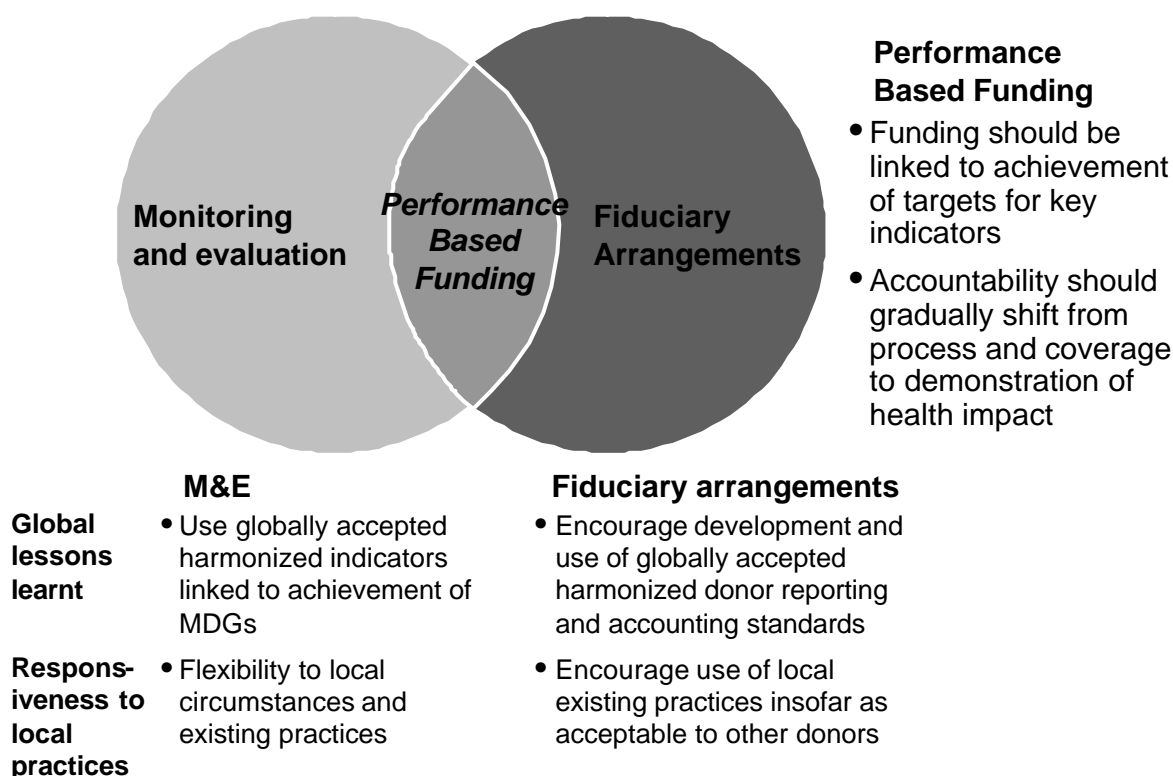 Monitoring
and evaluation
Performance
Based
Funding
Fiduciary
Arrangements
Performance
Based Funding
• Funding should be
linked to achievement
of targets for key
indicators
• Accountability should
gradually shift from
process and coverage
to demonstration of
health impact
M&E
Fiduciary arrangements
Global
lessons
learnt
• Use globally accepted
harmonized indicators
linked to achievement of
MDGs
• Encourage development and
use of globally accepted
harmonized donor reporting
and accounting standards
Respons-
iveness to
local
practices
• Flexibility to local
circumstances and
existing practices
• Encourage use of local
existing practices insofar as
acceptable to other donors